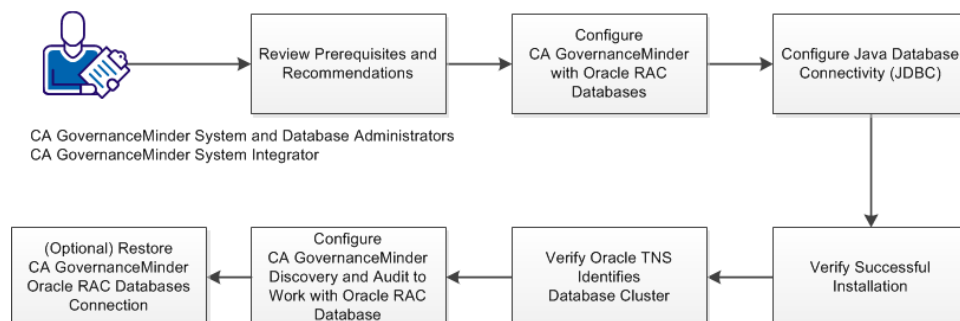 Review Prerequisites and
Recommendations
Configure
CA GovernanceMinder
with Oracle RAC
Databases
Configure Java Database
Connectivity (JDBC)
CA GovernanceMinder System and Database Administrators
CA GovernanceMinder System Integrator
(Optional) Restore
CA GovernanceMinder
Oracle RAC Databases
Connection
Configure
CA GovernanceMinder
Discovery and Audit to
Work with Oracle RAC
Database
Verify Oracle TNS
Identifies
Database Cluster
Verify Successful
Installation